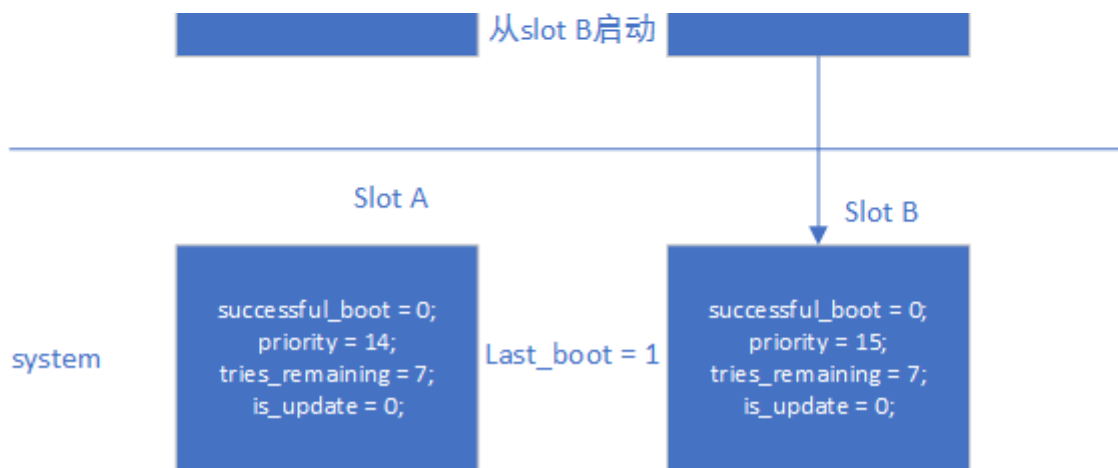 从slot B启动
Slot A
Slot B
system
successful_boot = 0;
priority = 14;
tries_remaining = 7;
is_update = 0;
Last_boot = 1
successful_boot = 0;
priority = 15;
tries_remaining = 7;
is_update = 0;